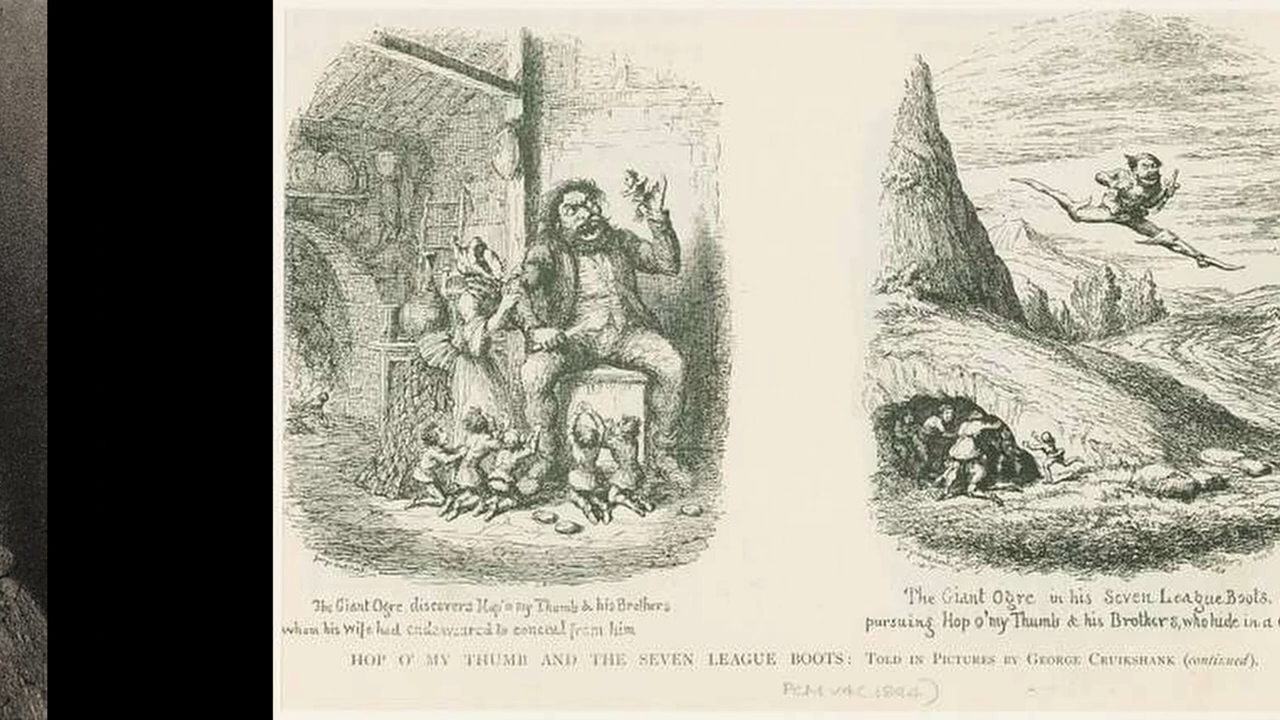 The Giant Ogre discovers Hop o' my Thumb & his Brothers
whom his Wife had endeavoured to conceal from him
The Giant Ogre in his Seven League Boots,
pursuing Hop o' my Thumb & his Brothers, who hide in a
HOP O' MY THUMB AND THE SEVEN LEAGUE BOOTS: TOLD IN PICTURES BY GEORGE CRUIKSHANK (continued).